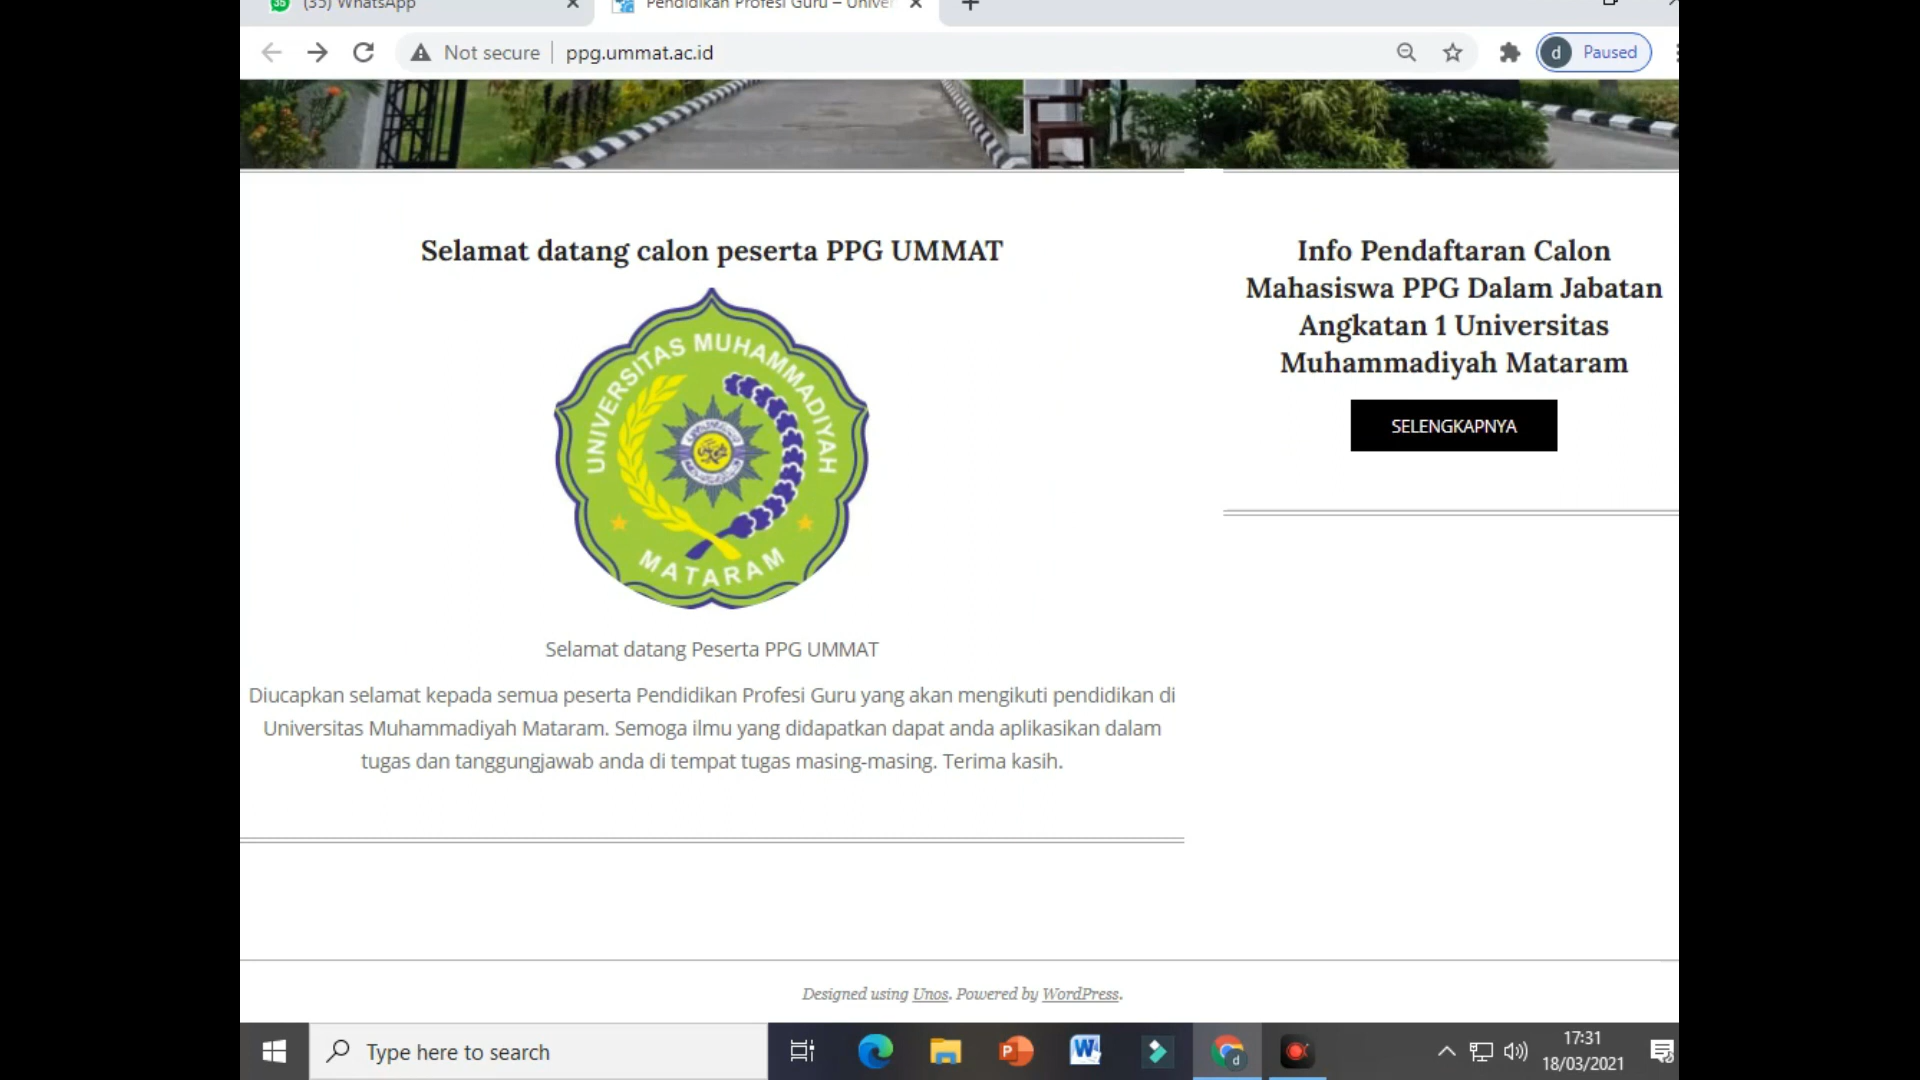 (35) WhatsApp
Pendidikan Profesi Guru – Univer
Not secure
ppg.ummat.ac.id
d
Paused
Selamat datang calon peserta PPG UMMAT
UNIVERSITAS MUHAMMADIYAH
MATARAM
Selamat datang Peserta PPG UMMAT
Diucapkan selamat kepada semua peserta Pendidikan Profesi Guru yang akan mengikuti pendidikan di
Universitas Muhammadiyah Mataram. Semoga ilmu yang didapatkan dapat anda aplikasikan dalam
tugas dan tanggungjawab anda di tempat tugas masing-masing. Terima kasih.
Info Pendaftaran Calon
Mahasiswa PPG Dalam Jabatan
Angkatan 1 Universitas
Muhammadiyah Mataram
SELENGKAPNYA
Designed using Unos. Powered by WordPress.
Type here to search
17:31
18/03/2021